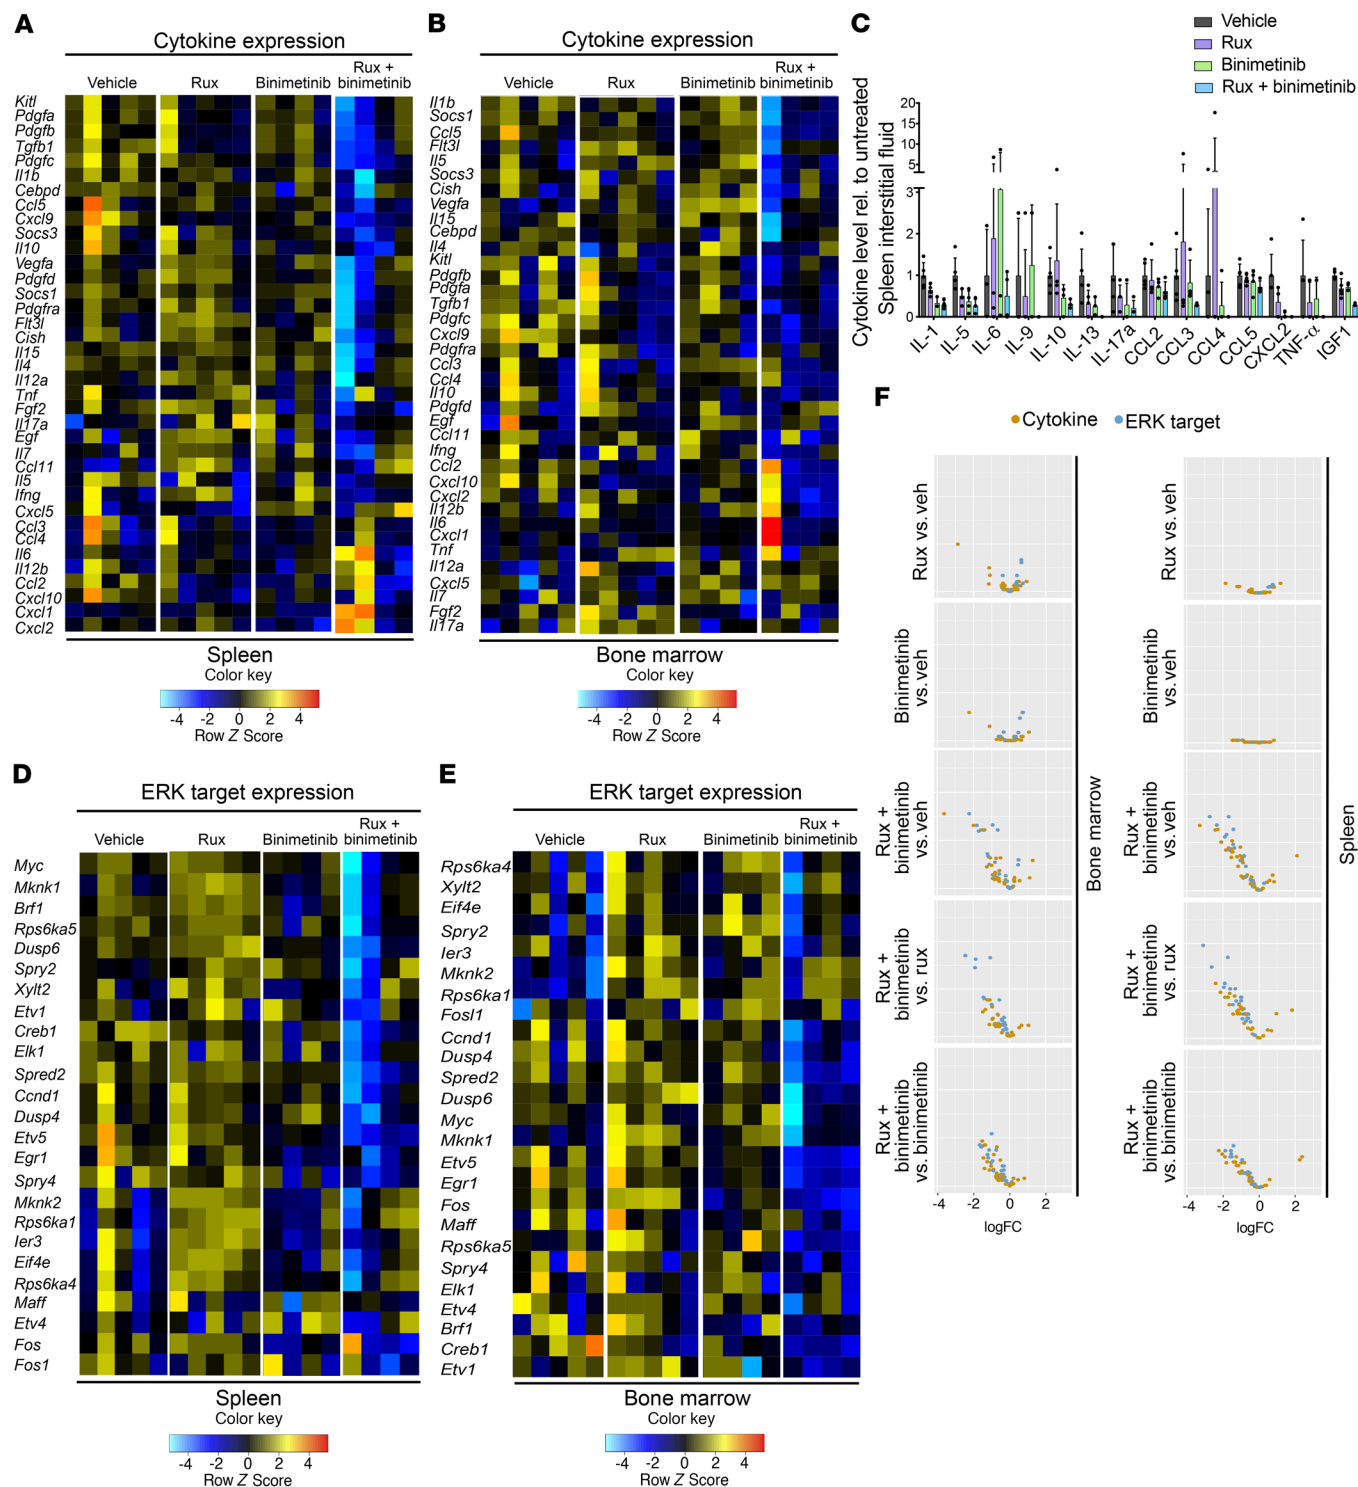 A
Cytokine expression
Vehicle
Rux
Binimetinib
Rux +
binimetinib
Kitl
Pdgfa
Pdgfb
Tgfb1
Pdgfc
Il1b
Cebpd
Ccl5
Cxcl9
Socs3
Il10
Vegfa
Pdgfd
Socs1
Pdgfra
Flt3l
Cish
Il15
Il4
Il12a
Tnf
Fgf2
Il17a
Egf
Il7
Ccl11
Il5
Ifng
Cxcl5
Ccl3
Ccl4
Il6
Il12b
Ccl2
Cxcl10
Cxcl1
Cxcl2
Spleen
Color key
-4 -2 0 2 4
Row Z Score
B
Cytokine expression
Vehicle
Rux
Binimetinib
Rux +
binimetinib
Il1b
Socs1
Ccl5
Flt3l
Il5
Socs3
Cish
Vegfa
Il15
Cebpd
Il4
Kitl
Pdgfb
Pdgfa
Tgfb1
Pdgfc
Cxcl9
Pdgfra
Ccl3
Ccl4
Il10
Pdgfd
Egf
Ccl11
Ifng
Ccl2
Cxcl10
Cxcl2
Il12b
Il6
Cxcl1
Tnf
Il12a
Cxcl5
Il7
Fgf2
Il17a
Bone marrow
Color key
-4 -2 0 2 4
Row Z Score
C
Vehicle
Rux
Binimetinib
Rux + binimetinib
Cytokine level rel. to untreated
Spleen interstitial fluid
20
15
10
5
3
2
1
0
IL-1
IL-5
IL-6
IL-9
IL-10
IL-13
IL-17a
CCL2
CCL3
CCL4
CCL5
CXCL2
TNF-α
IGF1
D
ERK target expression
Vehicle
Rux
Binimetinib
Rux +
binimetinib
Myc
Mknk1
Brf1
Rps6ka5
Dusp6
Spry2
Xylt2
Etv1
Creb1
Elk1
Spred2
Ccnd1
Dusp4
Etv5
Egr1
Spry4
Mknk2
Rps6ka1
Ier3
Eif4e
Rps6ka4
Maff
Etv4
Fos
Fos1
Spleen
Color key
-4 -2 0 2 4
Row Z Score
E
ERK target expression
Vehicle
Rux
Binimetinib
Rux +
binimetinib
Rps6ka4
Xylt2
Eif4e
Spry2
Ier3
Mknk2
Rps6ka1
Fosl1
Ccnd1
Dusp4
Spred2
Dusp6
Myc
Mknk1
Etv5
Egr1
Fos
Maff
Rps6ka5
Spry4
Elk1
Etv4
Brf1
Creb1
Etv1
Bone marrow
Color key
-4 -2 0 2 4
Row Z Score
F
Cytokine
ERK target
Rux vs. veh
Binimetinib
vs. veh
Rux +
binimetinib
vs. veh
Rux +
binimetinib
vs. rux
Rux +
binimetinib
vs. binimetinib
-4 -2 0 2
logFC
Bone marrow
Rux vs. veh
Binimetinib
vs. veh
Rux +
binimetinib
vs. veh
Rux +
binimetinib
vs. rux
Rux +
binimetinib
vs. binimetinib
-4 -2 0 2
logFC
Spleen